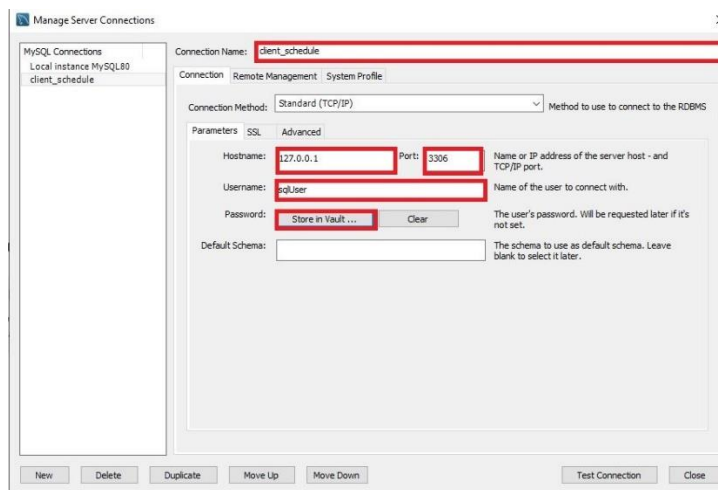 Manage Server Connections
MySQL Connections
Local instance MySQL80
client_schedule
Connection Name: client_schedule
Connection Remote Management System Profile
Connection Method: Standard (TCP/IP) Method to use to connect to the RDBMS
Parameters SSL Advanced
Hostname: 127.0.0.1 Port: 3306 Name or IP address of the server host - and
TCP/IP port.
Username: sqlUser Name of the user to connect with.
Password: Store in Vault ... Clear The user's password. Will be requested later if it's
not set.
Default Schema: The schema to use as default schema. Leave
blank to select it later.
New Delete Duplicate Move Up Move Down Test Connection Close